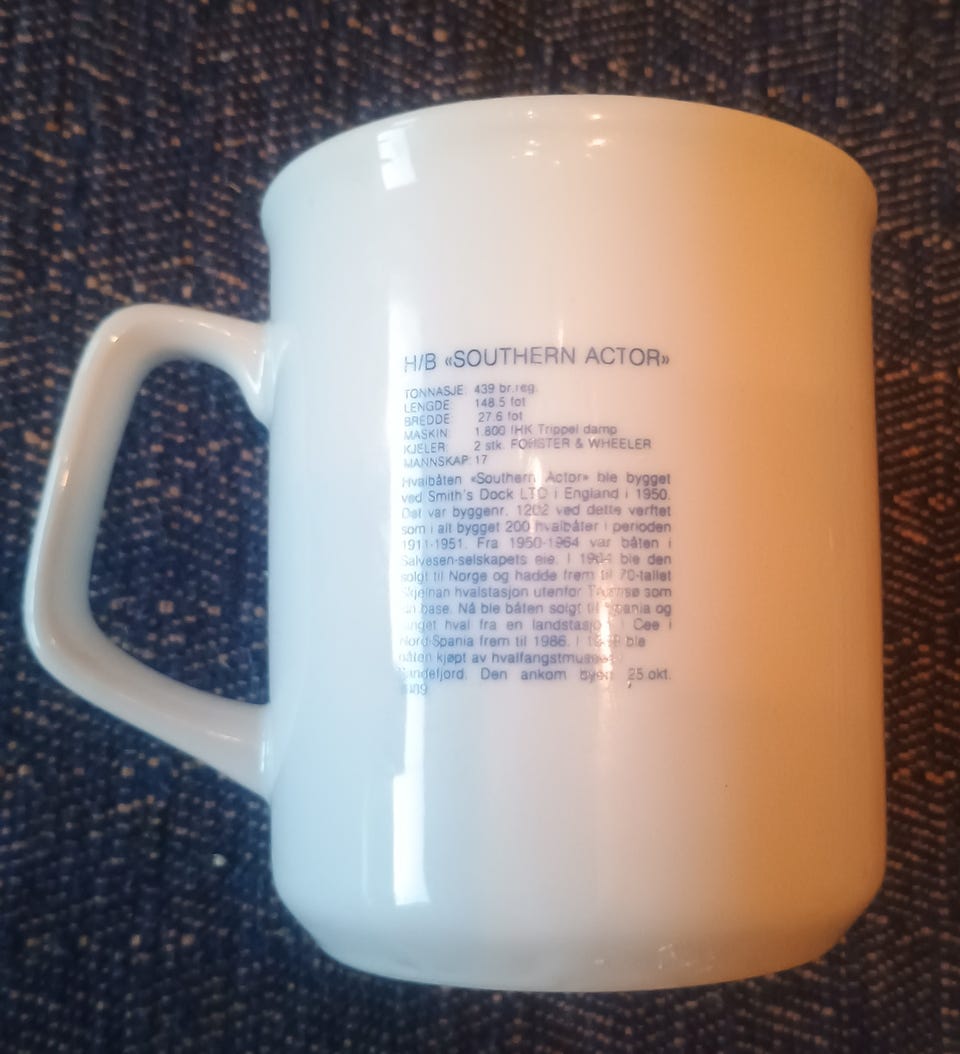 H/B «SOUTHERN ACTOR»
TONNASJE: 439 br.reg.
LENGDE: 148.5 fot
BREDDE: 27.6 fot
MASKIN: 1.800 IHK Trippel damp
KJELER: 2 stk. FORSTER & WHEELER
MANNSKAP: 17
Hvalbåten «Southern Actor» ble bygget
ved Smith's Dock LTD i England i 1950.
Det var byggenr. 1202 ved dette verftet
som i alt bygget 200 hvalbåter i perioden
1911-1951. Fra 1950-1964 var båten i
Salvesen-selskapets eie. I 1964 ble den
solgt til Norge og hadde frem til 70-tallet
Skjelnan hvalstasjon utenfor Tromsø som
sin base. Nå ble båten solgt til Spania og
fanget hval fra en landstasjon i Cee i
Nord-Spania frem til 1986. I ble
båten kjøpt av
Sandefjord. Den ankom byen 25.okt.